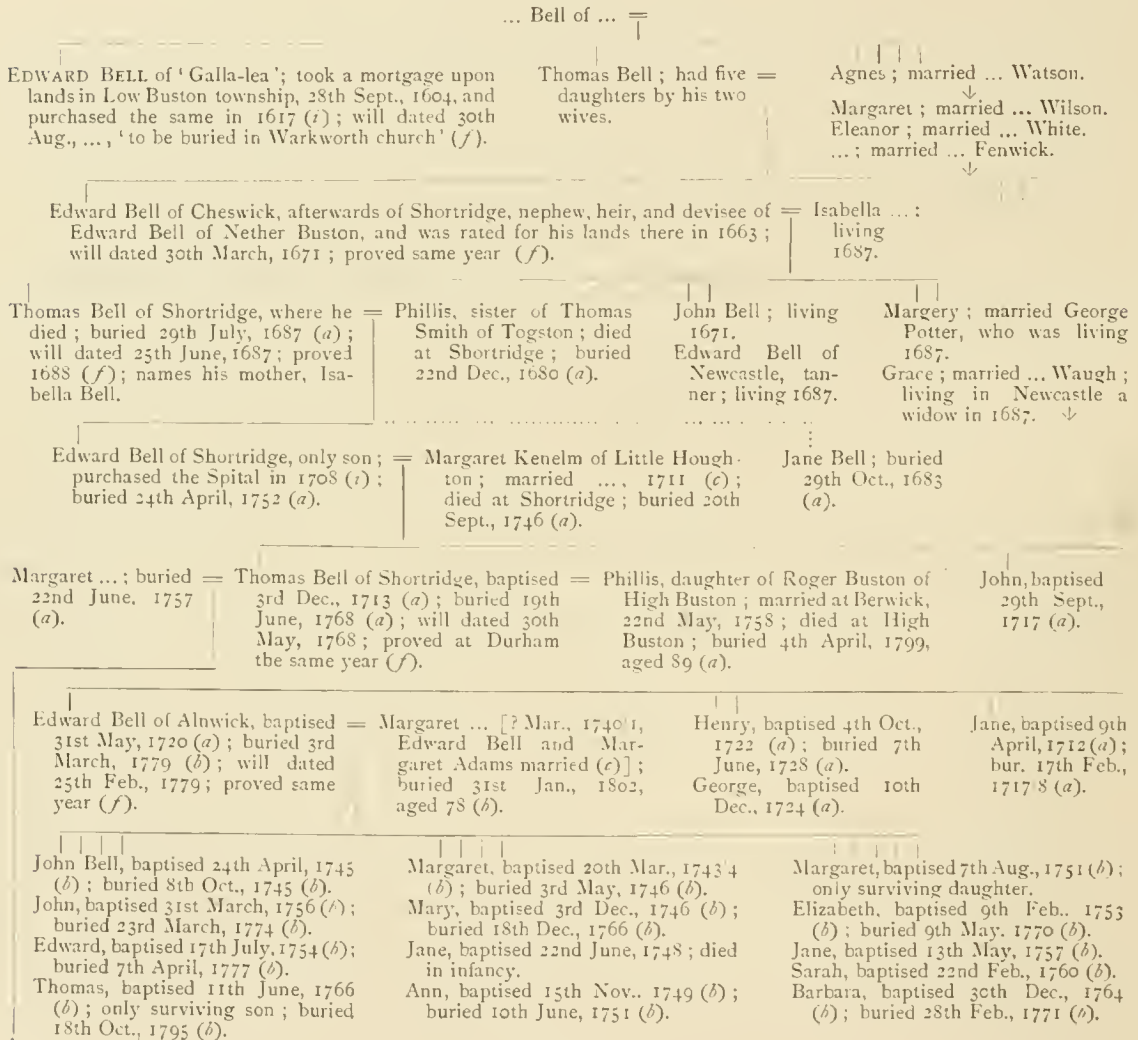 ... Bell of ... =
EDWARD BELL of ‘Galla-lea’; took a mortgage upon
lands in Low Buston township, 28th Sept., 1604, and
purchased the same in 1617 (i); will dated 30th
Aug., ..., ‘to be buried in Warkworth church’ (f).
Thomas Bell; had five =
daughters by his two
wives.
Agnes; married ... Watson.
Margaret; married ... Wilson.
Eleanor; married ... White.
...; married ... Fenwick.
Edward Bell of Cheswick, afterwards of Shortridge, nephew, heir, and devisee of =
Edward Bell of Nether Buston, and was rated for his lands there in 1663;
will dated 30th March, 1671; proved same year (f).
Isabella ...:
living
1687.
Thomas Bell of Shortridge, where he =
died; buried 29th July, 1687 (a);
will dated 25th June, 1687; proved
1688 (f); names his mother, Isa-
bella Bell.
Phillis, sister of Thomas
Smith of Togston; died
at Shortridge; buried
22nd Dec., 1680 (a).
John Bell; living
1671.
Edward Bell of
Newcastle, tan-
ner; living 1687.
Margery; married George
Potter, who was living
1687.
Grace; married ... Waugh;
living in Newcastle a
widow in 1687.
Edward Bell of Shortridge, only son; =
purchased the Spital in 1708 (i);
buried 24th April, 1752 (a).
Margaret Kenelm of Little Hough-
ton; married ..., 1711 (c);
died at Shortridge; buried 20th
Sept., 1746 (a).
Jane Bell; buried
29th Oct., 1683
(a).
Margaret ...; buried =
22nd June, 1757
(a).
Thomas Bell of Shortridge, baptised =
3rd Dec., 1713 (a); buried 19th
June, 1768 (a); will dated 30th
May, 1768; proved at Durham
the same year (f).
Phillis, daughter of Roger Buston of
High Buston; married at Berwick,
22nd May, 1758; died at High
Buston; buried 4th April, 1799,
aged 89 (a).
John, baptised
29th Sept.,
1717 (a).
Edward Bell of Alnwick, baptised =
31st May, 1720 (a); buried 3rd
March, 1779 (b); will dated
25th Feb., 1779; proved same
year (f).
Margaret ... [? Mar., 1740/1,
Edward Bell and Mar-
garet Adams married (c)];
buried 31st Jan., 1802,
aged 78 (b).
Henry, baptised 4th Oct.,
1722 (a); buried 7th
June, 1728 (a).
George, baptised 10th
Dec., 1724 (a).
Jane, baptised 9th
April, 1712 (a);
bur. 17th Feb.,
1717/8 (a).
John Bell, baptised 24th April, 1745
(b); buried 8th Oct., 1745 (b).
John, baptised 31st March, 1756 (b);
buried 23rd March, 1774 (b).
Edward, baptised 17th July, 1754 (b);
buried 7th April, 1777 (b).
Thomas, baptised 11th June, 1766
(b); only surviving son; buried
18th Oct., 1795 (b).
Margaret, baptised 20th Mar., 1743/4
(b); buried 3rd May, 1746 (b).
Mary, baptised 3rd Dec., 1746 (b);
buried 18th Dec., 1766 (b).
Jane, baptised 22nd June, 1748; died
in infancy.
Ann, baptised 15th Nov., 1749 (b);
buried 10th June, 1751 (b).
Margaret, baptised 7th Aug., 1751 (b);
only surviving daughter.
Elizabeth, baptised 9th Feb., 1753
(b); buried 9th May, 1770 (b).
Jane, baptised 13th May, 1757 (b).
Sarah, baptised 22nd Feb., 1760 (b).
Barbara, baptised 30th Dec., 1764
(b); buried 28th Feb., 1771 (b).